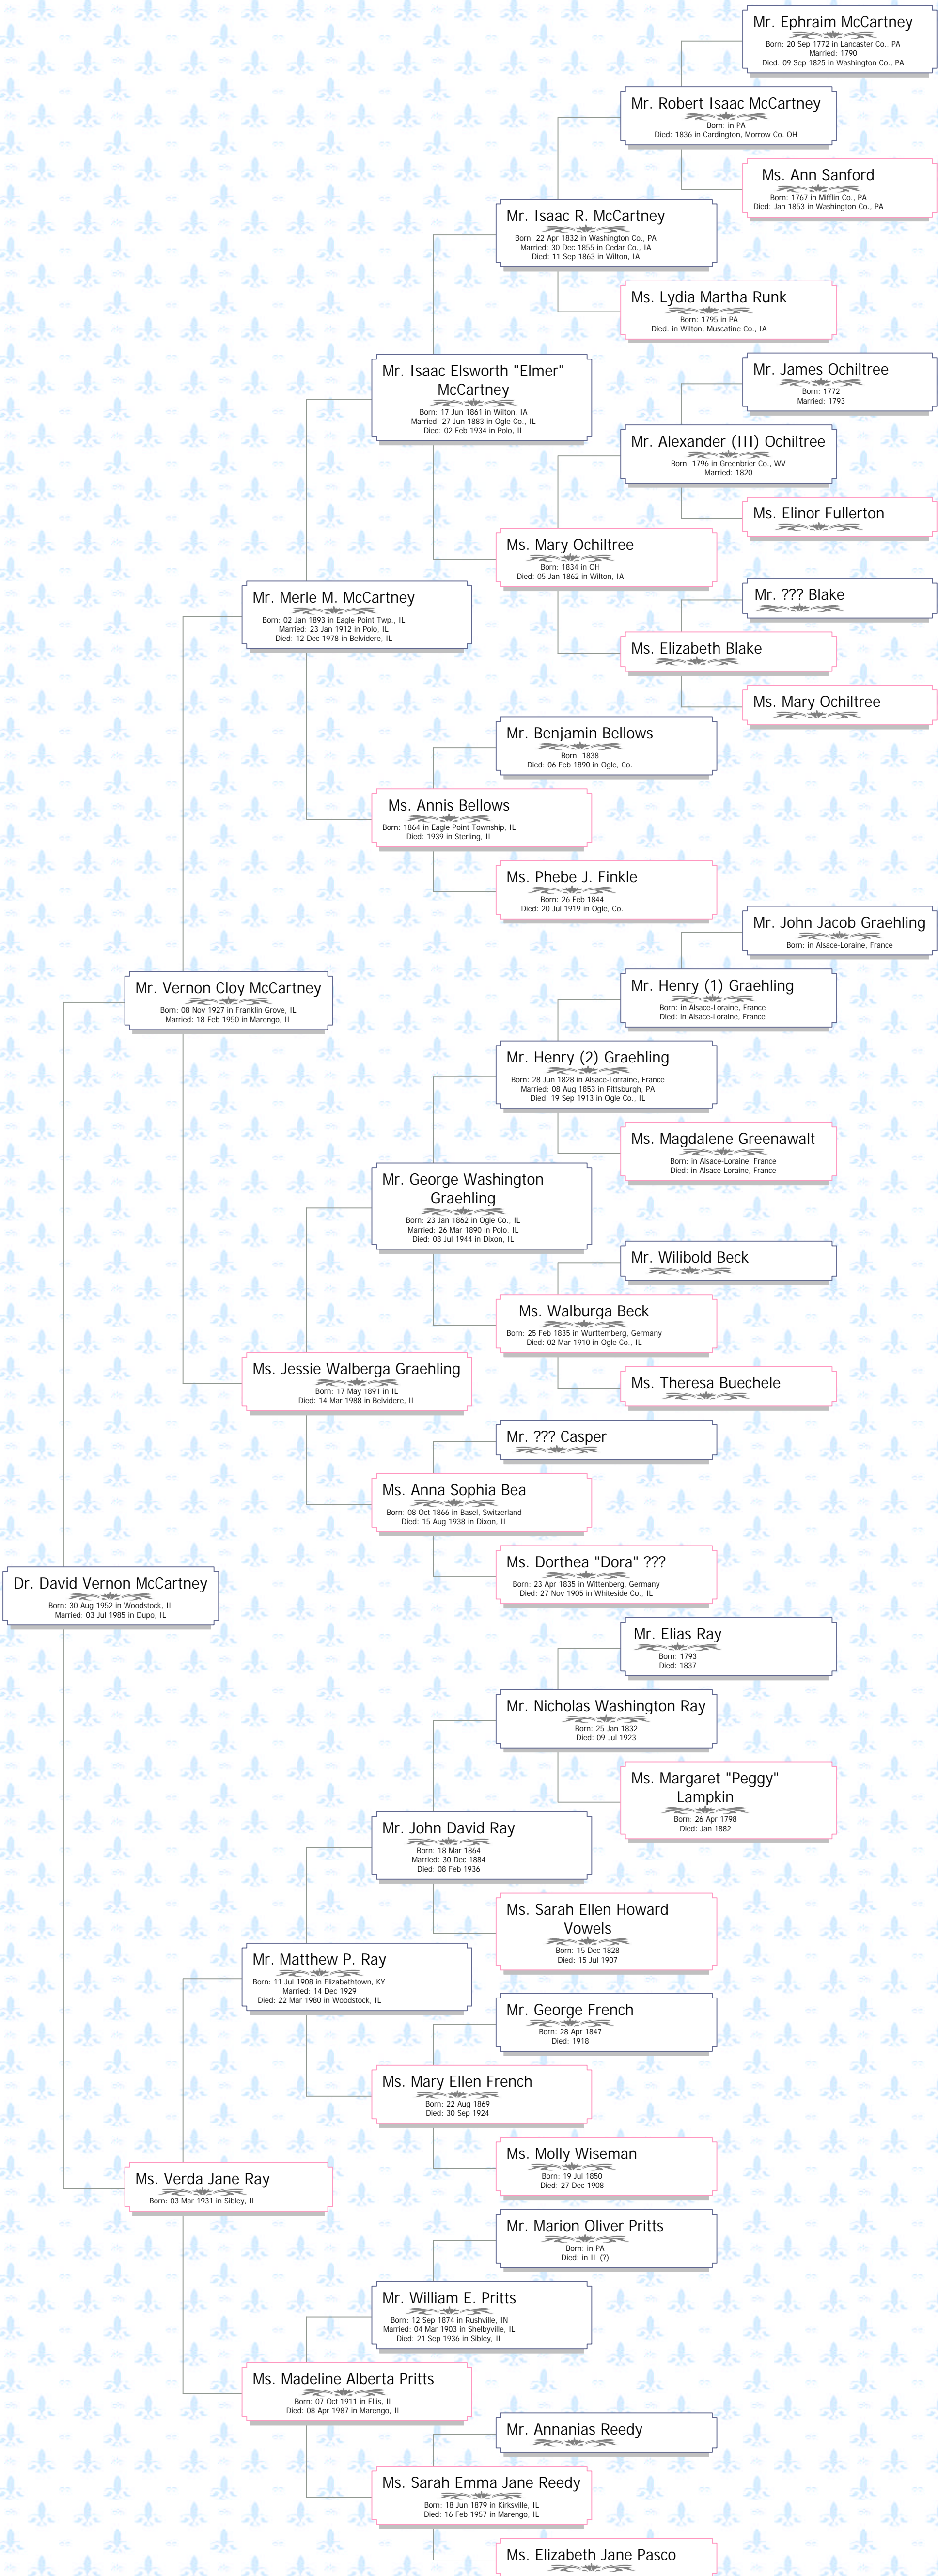 Mr. Ephraim McCartney
Born: 20 Sep 1772 in Lancaster Co., PA
Married: 1790
Died: 09 Sep 1825 in Washington Co., PA
Mr. Robert Isaac McCartney
Born: in PA
Died: 1836 in Cardington, Morrow Co. OH
Ms. Ann Sanford
Born: 1767 in Mifflin Co., PA
Died: Jan 1853 in Washington Co., PA
Mr. Isaac R. McCartney
Born: 22 Apr 1832 in Washington Co., PA
Married: 30 Dec 1855 in Cedar Co., IA
Died: 11 Sep 1863 in Wilton, IA
Ms. Lydia Martha Runk
Born: 1795 in PA
Died: in Wilton, Muscatine Co., IA
Mr. Isaac Elsworth "Elmer"
McCartney
Born: 17 Jun 1861 in Wilton, IA
Married: 27 Jun 1883 in Ogle Co., IL
Died: 02 Feb 1934 in Polo, IL
Mr. James Ochiltree
Born: 1772
Married: 1793
Mr. Alexander (III) Ochiltree
Born: 1796 in Greenbrier Co., WV
Married: 1820
Ms. Elinor Fullerton
Ms. Mary Ochiltree
Born: 1834 in OH
Died: 05 Jan 1862 in Wilton, IA
Mr. ??? Blake
Ms. Elizabeth Blake
Ms. Mary Ochiltree
Mr. Merle M. McCartney
Born: 02 Jan 1893 in Eagle Point Twp., IL
Married: 23 Jan 1912 in Polo, IL
Died: 12 Dec 1978 in Belvidere, IL
Mr. Benjamin Bellows
Born: 1838
Died: 06 Feb 1890 in Ogle, Co.
Ms. Annis Bellows
Born: 1864 in Eagle Point Township, IL
Died: 1939 in Sterling, IL
Ms. Phebe J. Finkle
Born: 26 Feb 1844
Died: 20 Jul 1919 in Ogle, Co.
Mr. John Jacob Graehling
Born: in Alsace-Loraine, France
Mr. Vernon Cloy McCartney
Born: 08 Nov 1927 in Franklin Grove, IL
Married: 18 Feb 1950 in Marengo, IL
Mr. Henry (1) Graehling
Born: in Alsace-Loraine, France
Died: in Alsace-Loraine, France
Mr. Henry (2) Graehling
Born: 28 Jun 1828 in Alsace-Lorraine, France
Married: 08 Aug 1853 in Pittsburgh, PA
Died: 19 Sep 1913 in Ogle Co., IL
Ms. Magdalene Greenawalt
Born: in Alsace-Loraine, France
Died: in Alsace-Loraine, France
Mr. George Washington
Graehling
Born: 23 Jan 1862 in Ogle Co., IL
Married: 26 Mar 1890 in Polo, IL
Died: 08 Jul 1944 in Dixon, IL
Mr. Wilibold Beck
Ms. Walburga Beck
Born: 25 Feb 1835 in Wurttemberg, Germany
Died: 02 Mar 1910 in Ogle Co., IL
Ms. Theresa Buechele
Ms. Jessie Walberga Graehling
Born: 17 May 1891 in IL
Died: 14 Mar 1988 in Belvidere, IL
Mr. ??? Casper
Ms. Anna Sophia Bea
Born: 08 Oct 1866 in Basel, Switzerland
Died: 15 Aug 1938 in Dixon, IL
Ms. Dorthea "Dora" ???
Born: 23 Apr 1835 in Wittenberg, Germany
Died: 27 Nov 1905 in Whiteside Co., IL
Dr. David Vernon McCartney
Born: 30 Aug 1952 in Woodstock, IL
Married: 03 Jul 1985 in Dupo, IL
Mr. Elias Ray
Born: 1793
Died: 1837
Mr. Nicholas Washington Ray
Born: 25 Jan 1832
Died: 09 Jul 1923
Ms. Margaret "Peggy"
Lampkin
Born: 26 Apr 1798
Died: Jan 1882
Mr. John David Ray
Born: 18 Mar 1864
Married: 30 Dec 1884
Died: 08 Feb 1936
Ms. Sarah Ellen Howard
Vowels
Born: 15 Dec 1828
Died: 15 Jul 1907
Mr. Matthew P. Ray
Born: 11 Jul 1908 in Elizabethtown, KY
Married: 14 Dec 1929
Died: 22 Mar 1980 in Woodstock, IL
Mr. George French
Born: 28 Apr 1847
Died: 1918
Ms. Mary Ellen French
Born: 22 Aug 1869
Died: 30 Sep 1924
Ms. Molly Wiseman
Born: 19 Jul 1850
Died: 27 Dec 1908
Ms. Verda Jane Ray
Born: 03 Mar 1931 in Sibley, IL
Mr. Marion Oliver Pritts
Born: in PA
Died: in IL (?)
Mr. William E. Pritts
Born: 12 Sep 1874 in Rushville, IN
Married: 04 Mar 1903 in Shelbyville, IL
Died: 21 Sep 1936 in Sibley, IL
Ms. Madeline Alberta Pritts
Born: 07 Oct 1911 in Ellis, IL
Died: 08 Apr 1987 in Marengo, IL
Mr. Annanias Reedy
Ms. Sarah Emma Jane Reedy
Born: 18 Jun 1879 in Kirksville, IL
Died: 16 Feb 1957 in Marengo, IL
Ms. Elizabeth Jane Pasco